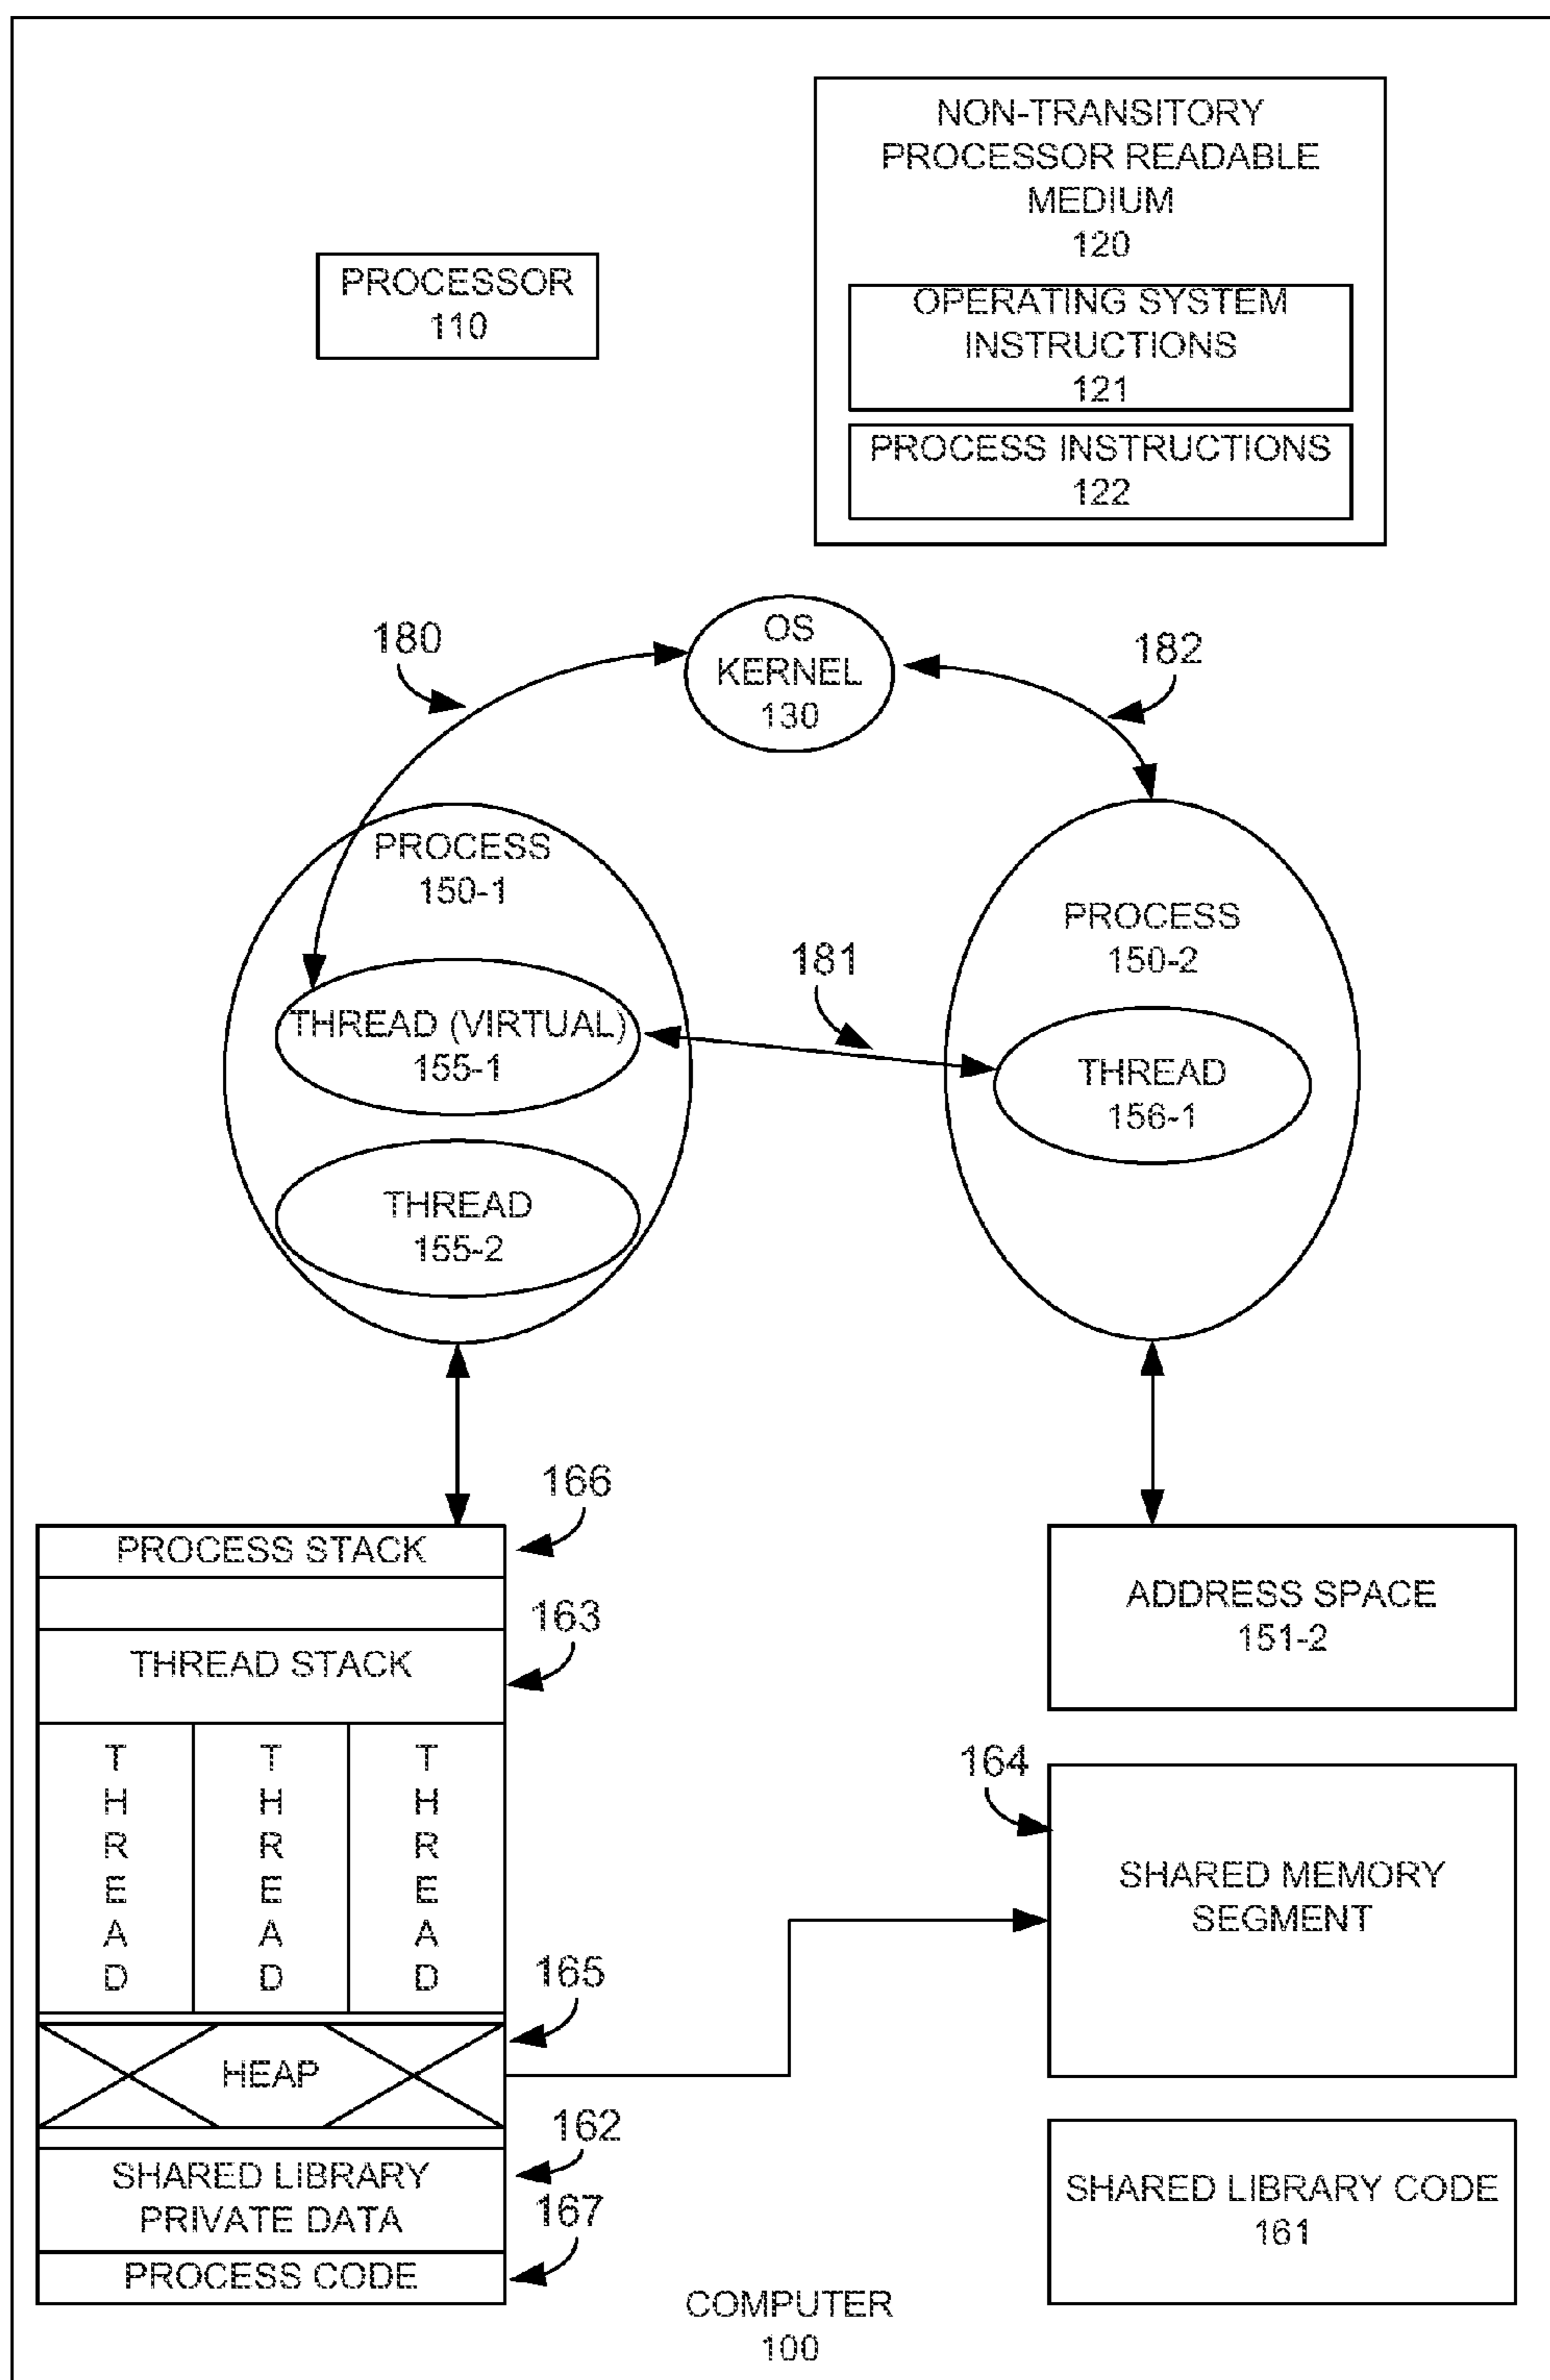 NON-TRANSITORY
PROCESSOR READABLE
MEDIUM
120
PROCESSOR
110
OPERATING SYSTEM
INSTRUCTIONS
121
PROCESS INSTRUCTIONS
122
180
OS
KERNEL
130
182
PROCESS
150-1
PROCESS
150-2
181
THREAD (VIRTUAL)
155-1
THREAD
156-1
THREAD
155-2
166
PROCESS STACK
163
THREAD STACK
ADDRESS SPACE
151-2
THREAD
THREAD
THREAD
164
SHARED MEMORY
SEGMENT
165
HEAP
162
SHARED LIBRARY
PRIVATE DATA
167
PROCESS CODE
SHARED LIBRARY CODE
161
COMPUTER
100